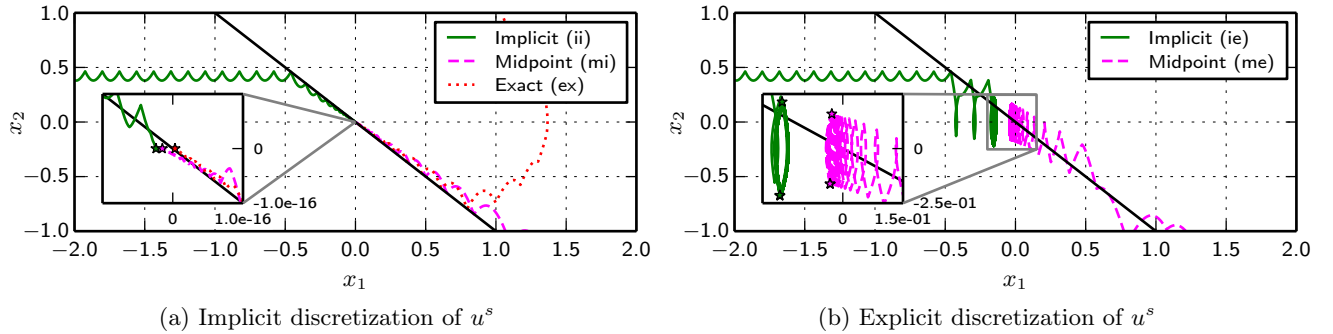 1.0
0.5
0.0
−0.5
−1.0
x₂
−2.0 −1.5 −1.0 −0.5 0.0 0.5 1.0 1.5 2.0
x₁
Implicit (ii)
Midpoint (mi)
Exact (ex)
0
-1.0e-16
0 1.0e-16
(a) Implicit discretization of uˢ
1.0
0.5
0.0
−0.5
−1.0
x₂
−2.0 −1.5 −1.0 −0.5 0.0 0.5 1.0 1.5 2.0
x₁
Implicit (ie)
Midpoint (me)
0
-2.5e-01
0 1.5e-01
(b) Explicit discretization of uˢ